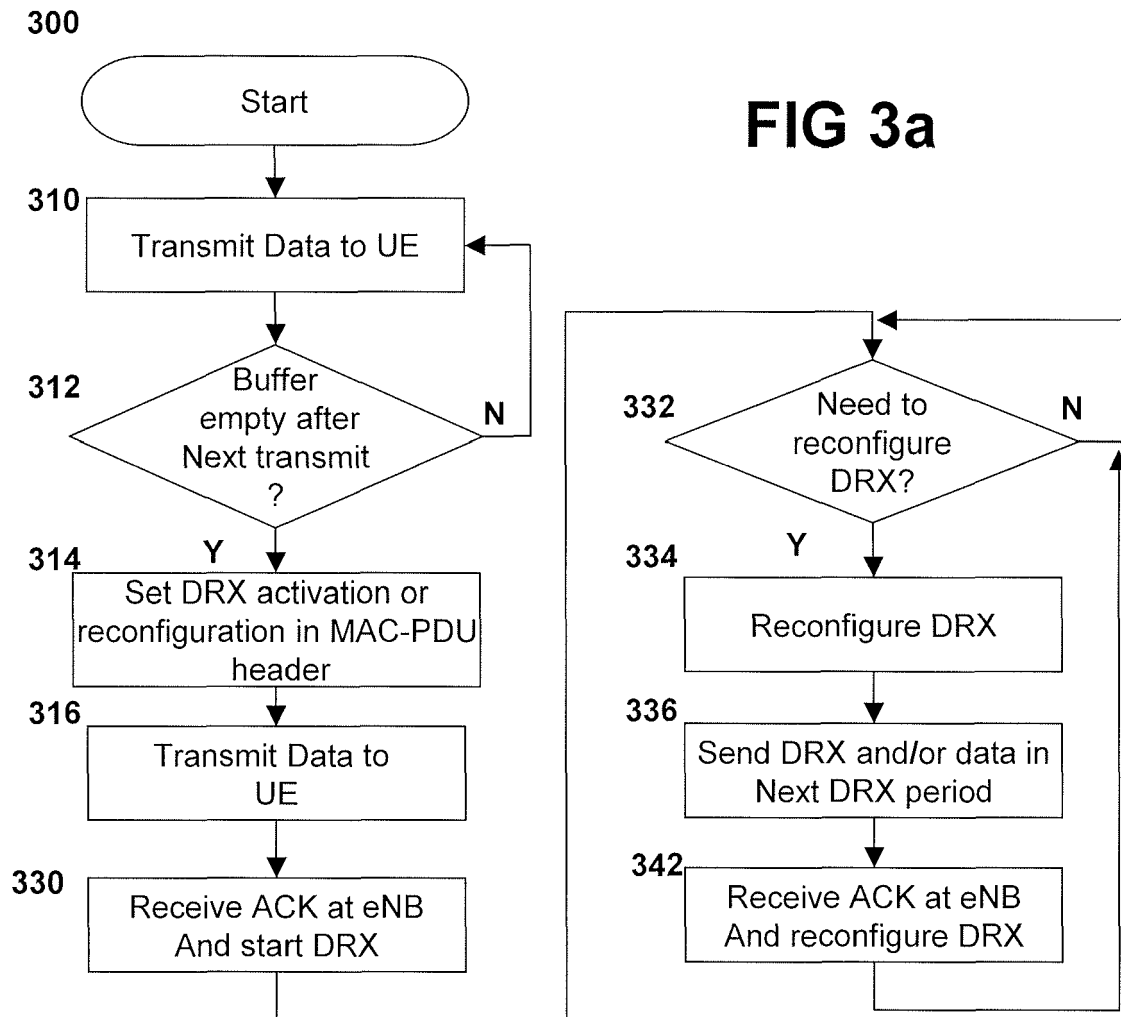 300
Start
FIG 3a
310
Transmit Data to UE
312
Buffer
empty after
Next transmit
?
N
Y
314
Set DRX activation or
reconfiguration in MAC-PDU
header
316
Transmit Data to
UE
330
Receive ACK at eNB
And start DRX
332
Need to
reconfigure
DRX?
N
Y
334
Reconfigure DRX
336
Send DRX and/or data in
Next DRX period
342
Receive ACK at eNB
And reconfigure DRX